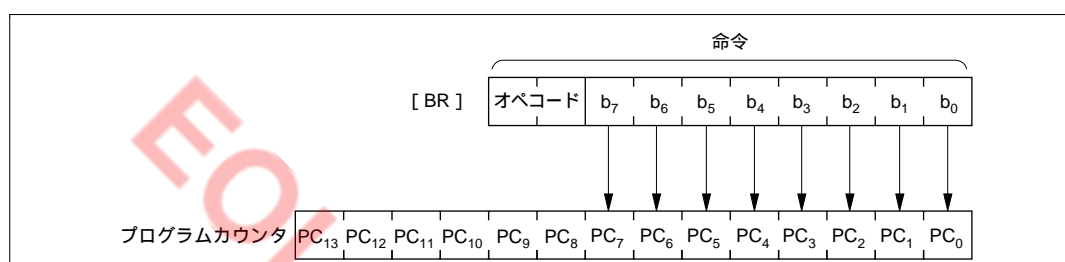 命令
[ BR ] オペコード b7 b6 b5 b4 b3 b2 b1 b0
プログラムカウンタ PC13 PC12 PC11 PC10 PC9 PC8 PC7 PC6 PC5 PC4 PC3 PC2 PC1 PC0